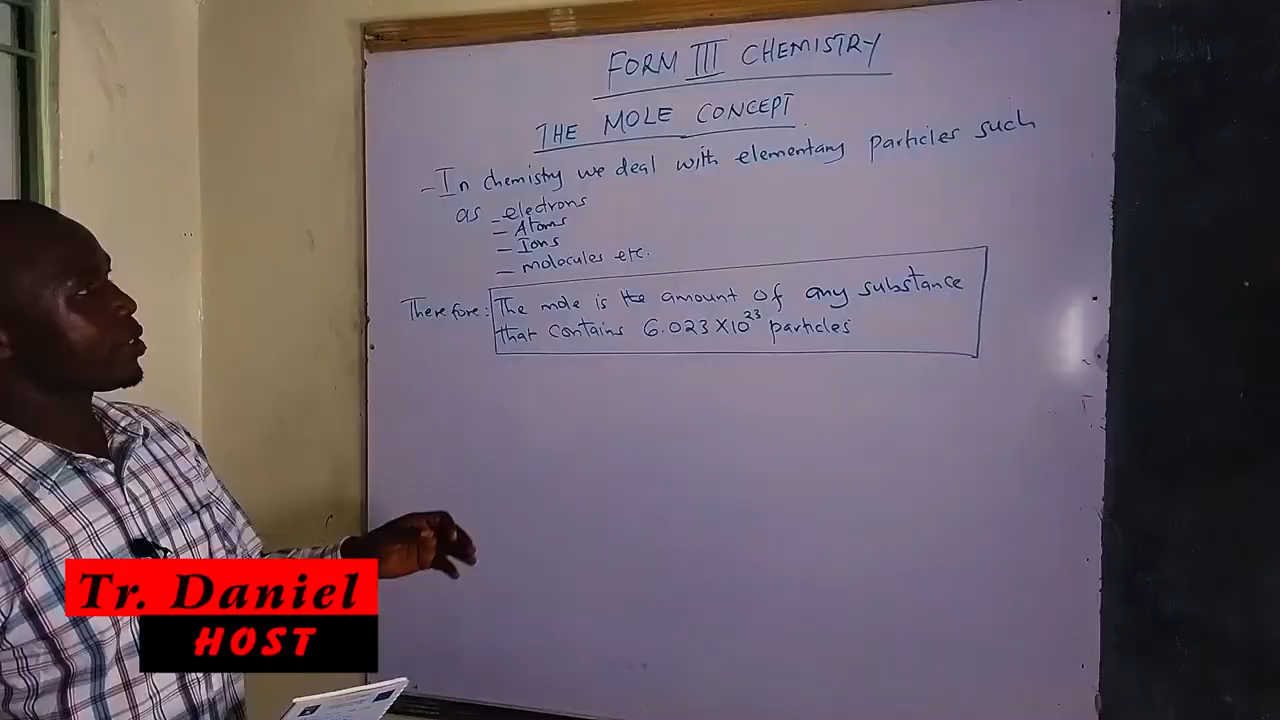 FORM III CHEMISTRY
THE MOLE CONCEPT
- In chemistry we deal with elementary particles such
as - electrons
- Atoms
- Ions
- molecules etc.
Therefore: The mole is the amount of any substance
that contains 6.023 X 10²³ particles
Tr. Daniel
HOST